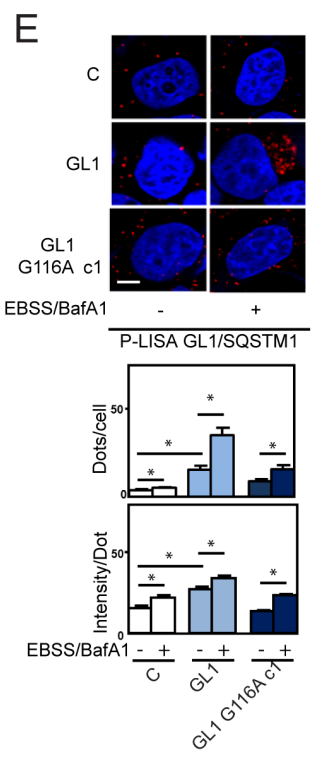 E
C
GL1
GL1
G116A c1
EBSS/BafA1 - +
P-LISA GL1/SQSTM1
Dots/cell
50
0
* * * *
Intensity/Dot
50
0
* * * *
EBSS/BafA1 - + - + - +
C GL1 GL1 G116A c1